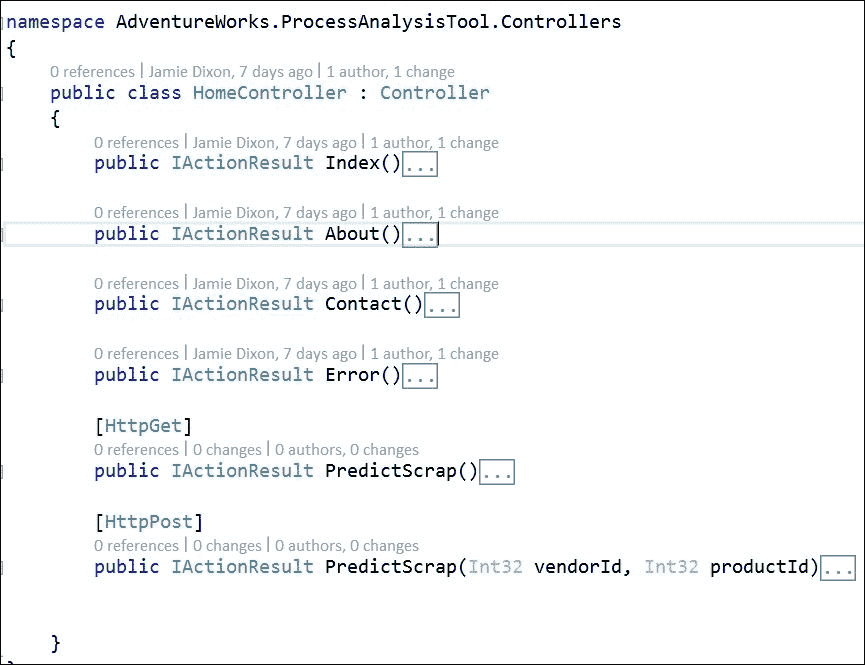 namespace AdventureWorks.ProcessAnalysisTool.Controllers
{
0 references | Jamie Dixon, 7 days ago | 1 author, 1 change
public class HomeController : Controller
{
0 references | Jamie Dixon, 7 days ago | 1 author, 1 change
public IActionResult Index()...
0 references | Jamie Dixon, 7 days ago | 1 author, 1 change
public IActionResult About()...
0 references | Jamie Dixon, 7 days ago | 1 author, 1 change
public IActionResult Contact()...
0 references | Jamie Dixon, 7 days ago | 1 author, 1 change
public IActionResult Error()...
[HttpGet]
0 references | 0 changes | 0 authors, 0 changes
public IActionResult PredictScrap()...
[HttpPost]
0 references | 0 changes | 0 authors, 0 changes
public IActionResult PredictScrap(Int32 vendorId, Int32 productId)...
}
}